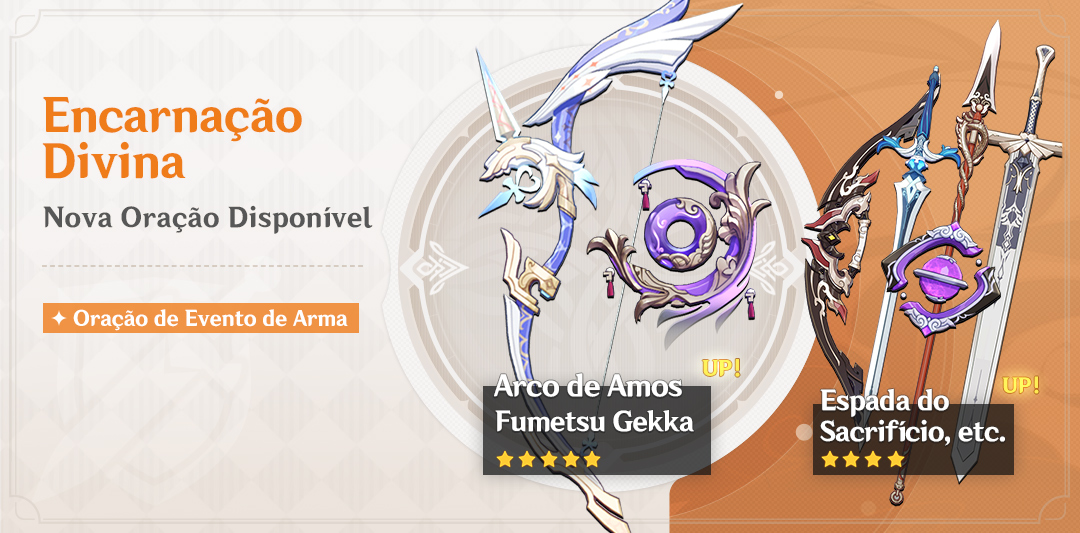 Encarnação
Divina
Nova Oração Disponível
✦ Oração de Evento de Arma
UP!
Arco de Amos
Fumetsu Gekka
UP!
Espada do
Sacrifício, etc.